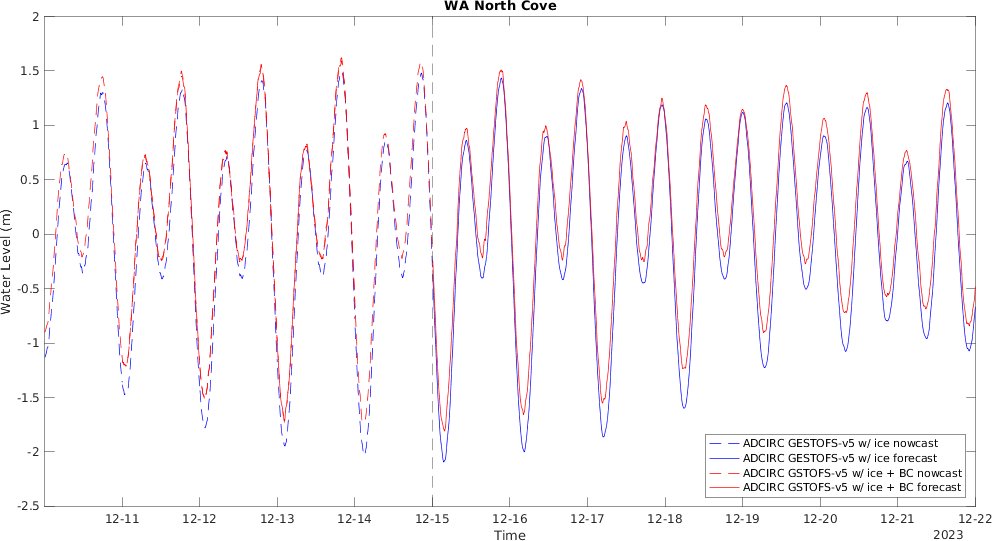 WA North Cove
2
1.5
1
0.5
0
-0.5
-1
-1.5
-2
-2.5
Water Level (m)
12-11 12-12 12-13 12-14 12-15 12-16 12-17 12-18 12-19 12-20 12-21 12-22
Time
2023
ADCIRC GESTOFS-v5 w/ ice nowcast
ADCIRC GESTOFS-v5 w/ ice forecast
ADCIRC GSTOFS-v5 w/ ice + BC nowcast
ADCIRC GSTOFS-v5 w/ ice + BC forecast